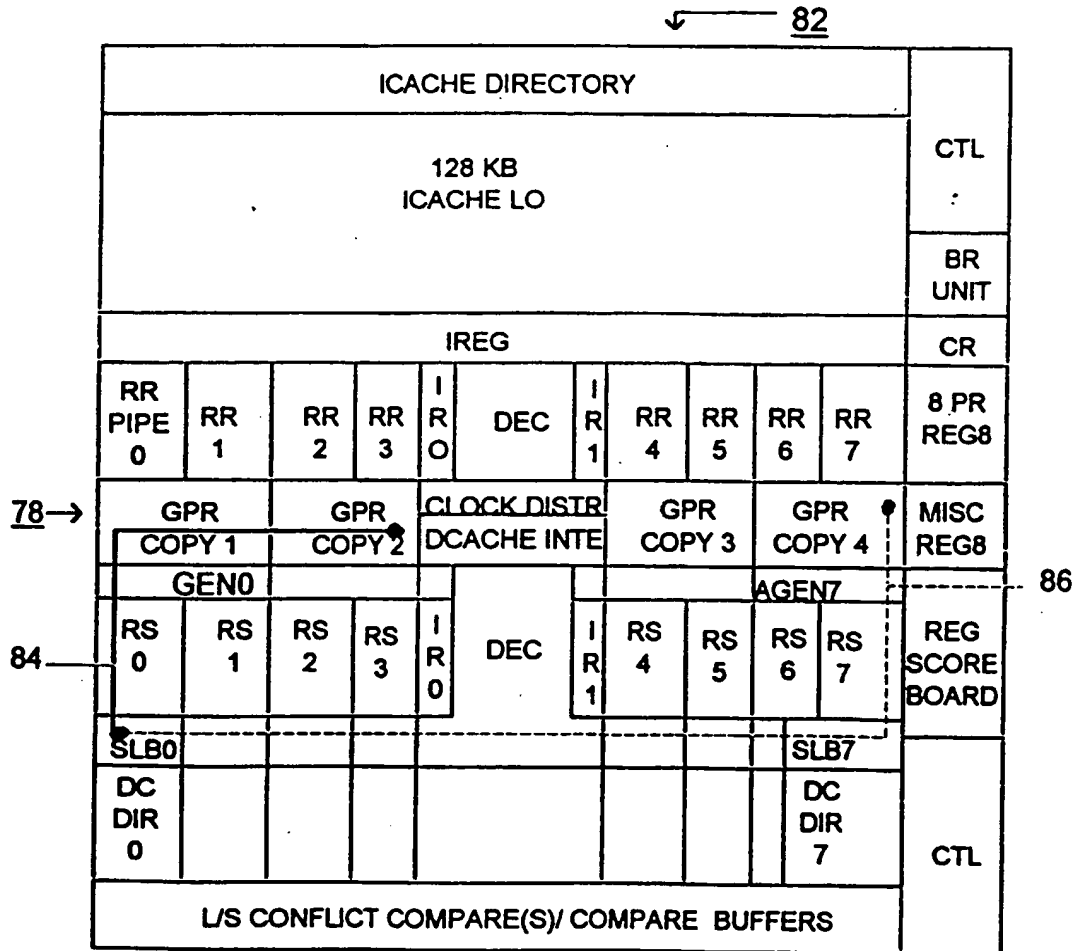 82
ICACHE DIRECTORY
CTL
128 KB
ICACHE LO
BR
UNIT
IREG
CR
RR
PIPE
0
RR
1
RR
2
RR
3
I
R
O
DEC
I
R
1
RR
4
RR
5
RR
6
RR
7
8 PR
REG8
78
GPR
COPY 1
GPR
COPY 2
CLOCK DISTR
DCACHE INTE
GPR
COPY 3
GPR
COPY 4
MISC
REG8
GEN0
AGEN7
86
84
RS
0
RS
1
RS
2
RS
3
I
R
0
DEC
I
R
1
RS
4
RS
5
RS
6
RS
7
REG
SCORE
BOARD
SLB0
SLB7
DC
DIR
0
DC
DIR
7
CTL
L/S CONFLICT COMPARE(S)/ COMPARE BUFFERS